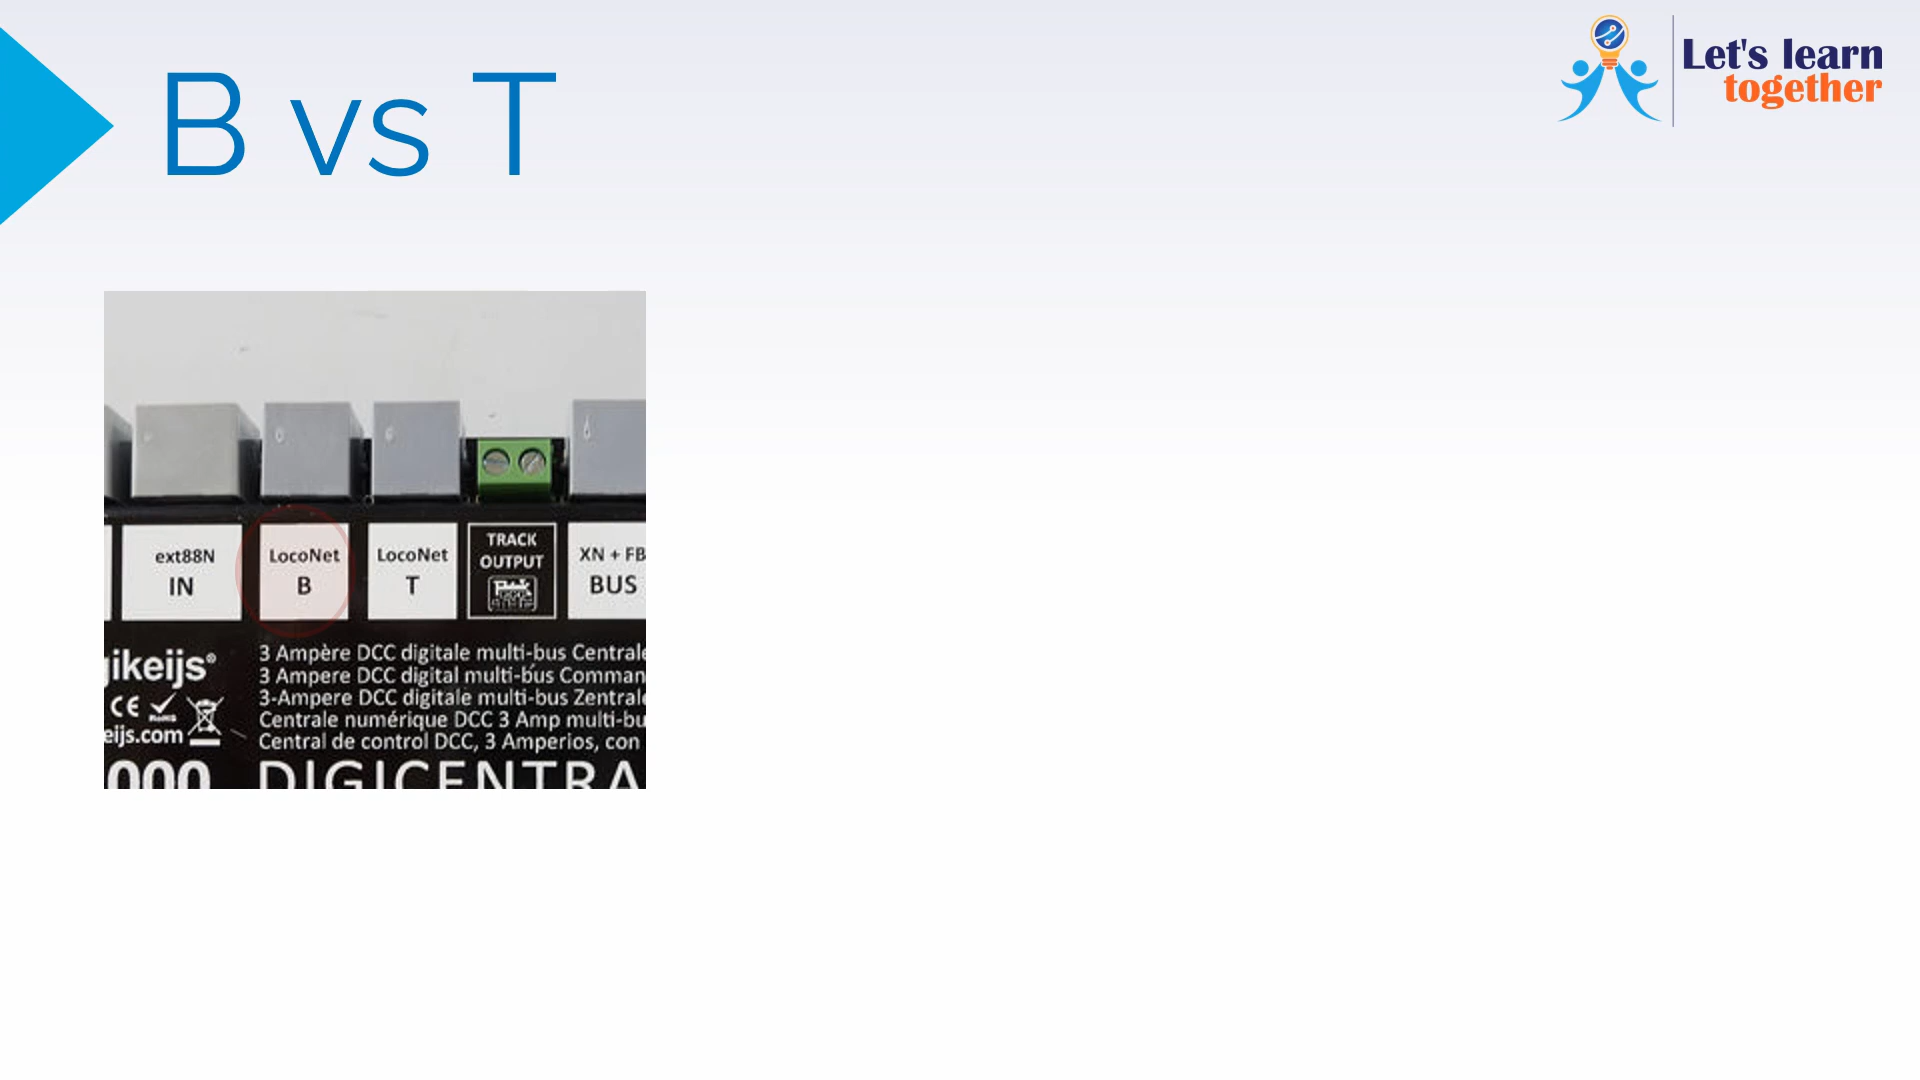 B vs T
Let's learn
together
ext88N
IN
LocoNet
B
LocoNet
T
TRACK
OUTPUT
XN + FB
BUS
ikeijs®
CE
eijs.com
3 Ampère DCC digitale multi-bus Centrale
3 Ampere DCC digital multi-bus Comman
3-Ampere DCC digitale multi-bus Zentrale
Centrale numérique DCC 3 Amp multi-bu
Central de control DCC, 3 Amperios, con
000 DIGICENTRA